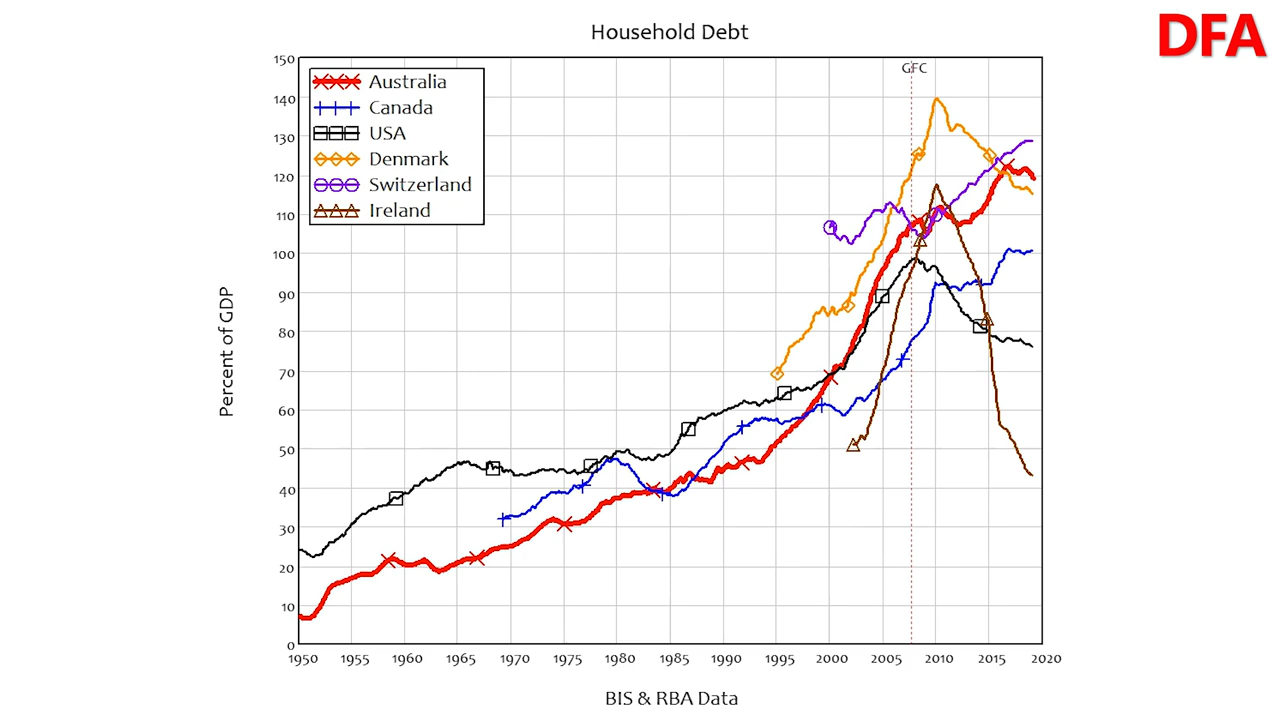 DFA
Household Debt
GFC
Australia
Canada
USA
Denmark
Switzerland
Ireland
Percent of GDP
150
140
130
120
110
100
90
80
70
60
50
40
30
20
10
0
1950 1955 1960 1965 1970 1975 1980 1985 1990 1995 2000 2005 2010 2015 2020
BIS & RBA Data